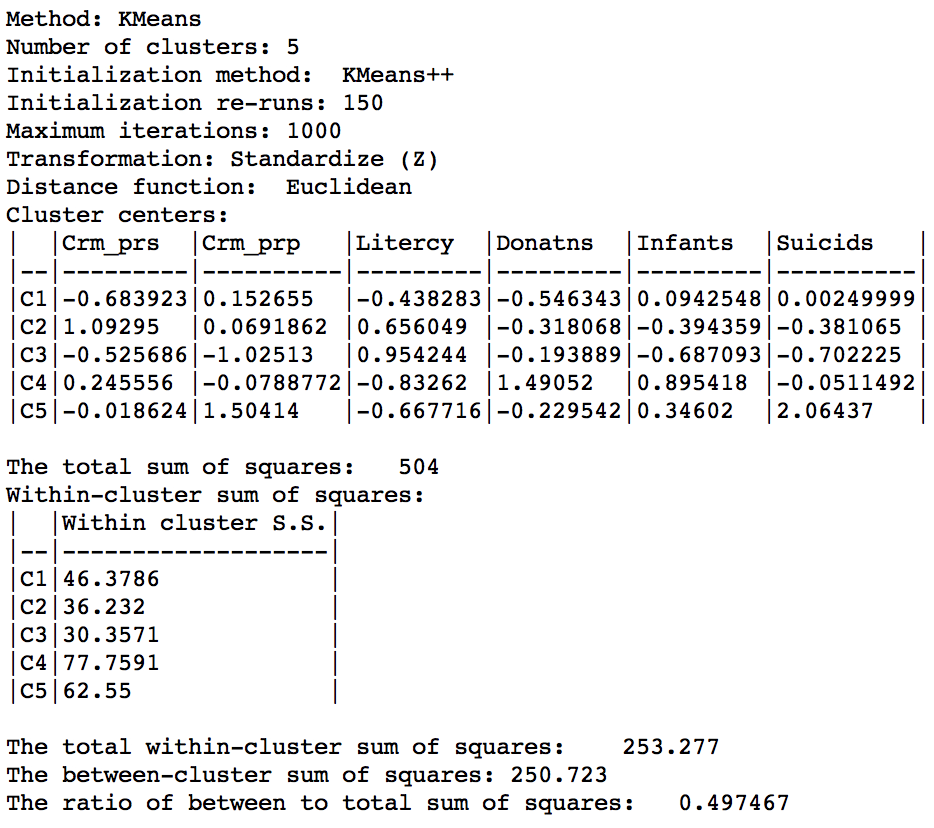 Method: KMeans
Number of clusters: 5
Initialization method:  KMeans++
Initialization re-runs: 150
Maximum iterations: 1000
Transformation: Standardize (Z)
Distance function:  Euclidean
Cluster centers:
|  |Crm_prs  |Crm_prp   |Litercy  |Donatns  |Infants  |Suicids   |
|--|---------|----------|---------|---------|---------|----------|
|C1|-0.683923|0.152655  |-0.438283|-0.546343|0.0942548|0.00249999|
|C2|1.09295  |0.0691862 |0.656049 |-0.318068|-0.394359|-0.381065 |
|C3|-0.525686|-1.02513  |0.954244 |-0.193889|-0.687093|-0.702225 |
|C4|0.245556 |-0.0788772|-0.83262 |1.49052  |0.895418 |-0.0511492|
|C5|-0.018624|1.50414   |-0.667716|-0.229542|0.34602  |2.06437   |
The total sum of squares:   504
Within-cluster sum of squares:
|  |Within cluster S.S.|
|--|-------------------|
|C1|46.3786            |
|C2|36.232             |
|C3|30.3571            |
|C4|77.7591            |
|C5|62.55              |
The total within-cluster sum of squares:    253.277
The between-cluster sum of squares: 250.723
The ratio of between to total sum of squares:   0.497467